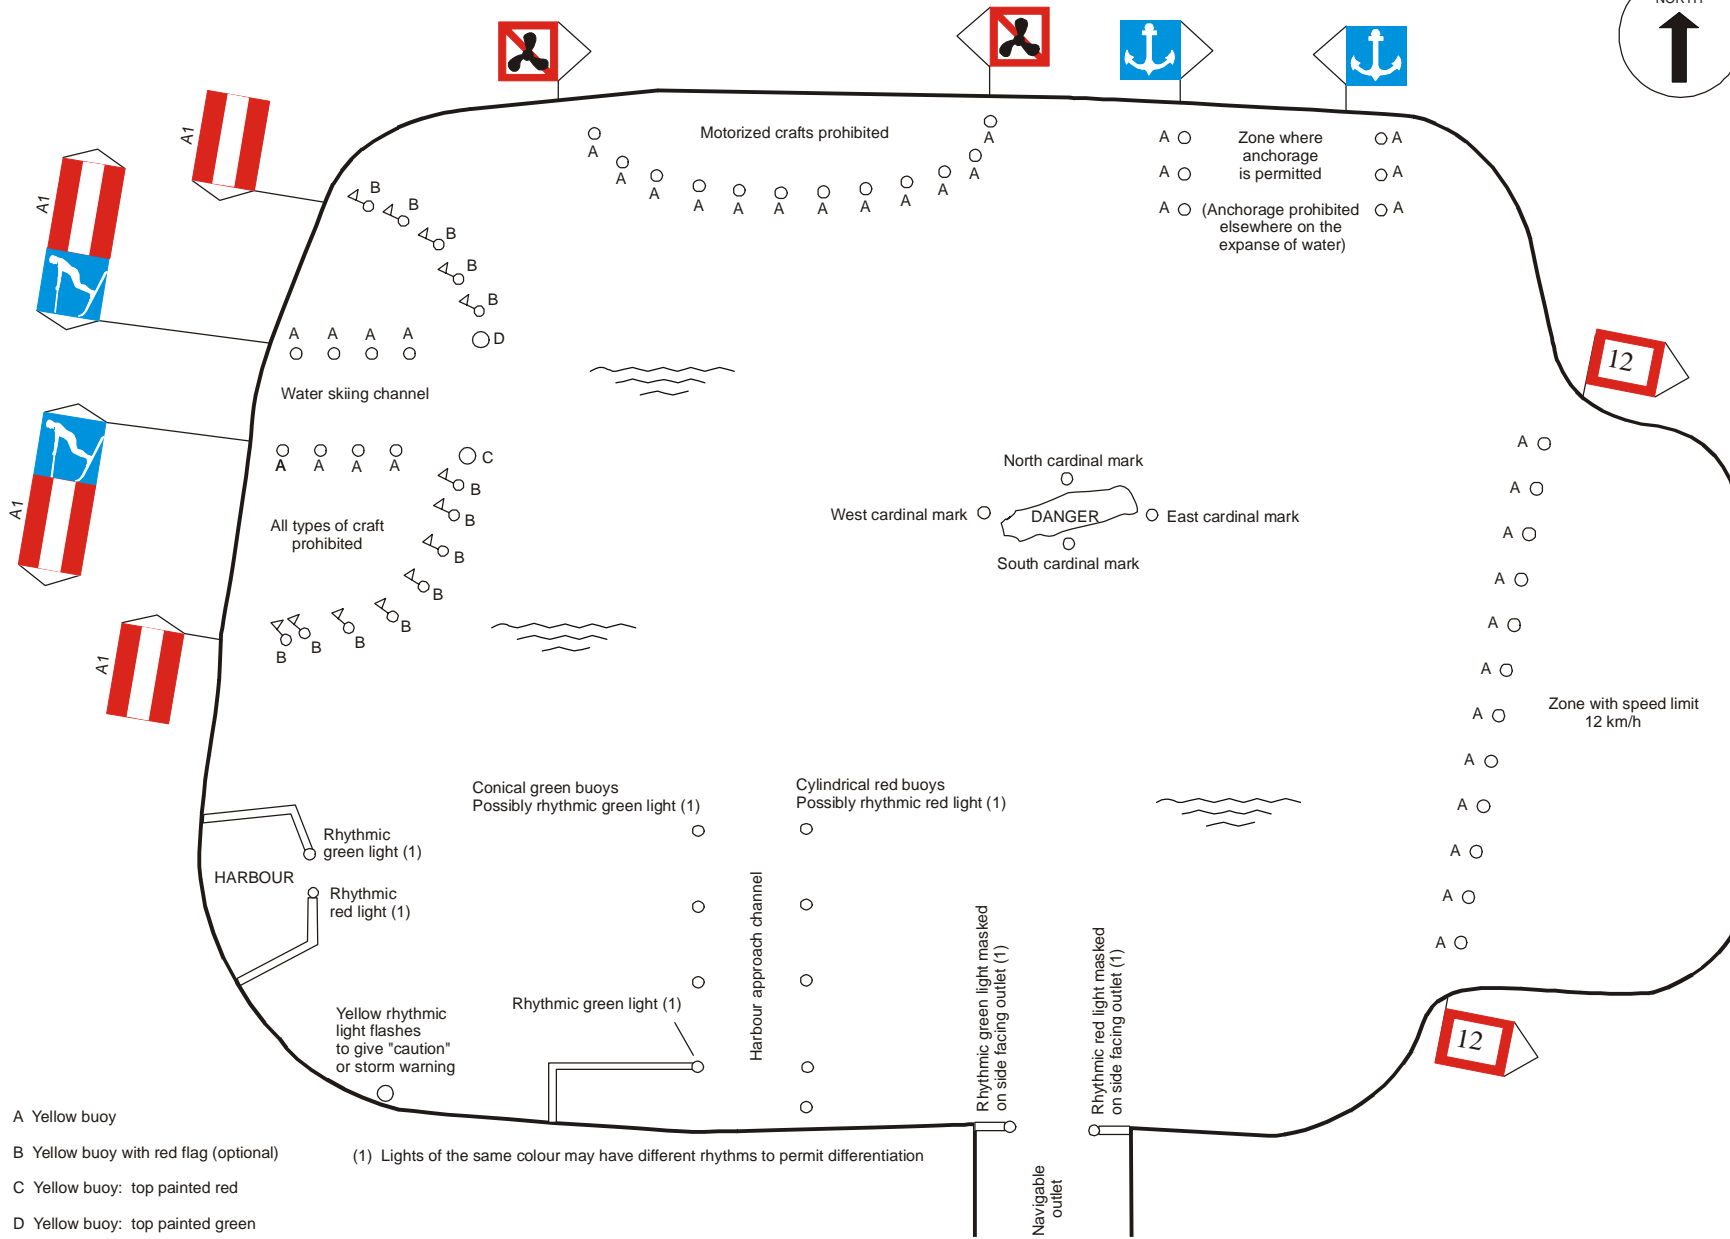 NORTH
A1
A1
B
B
B
B
B
Motorized crafts prohibited
A
A
A
A
A
A
A
A
A
A
A
A
A
Zone where
anchorage
is permitted
A
A
A
A
A
(Anchorage prohibited
elsewhere on the
expanse of water)
A
A
A
A
D
Water skiing channel
12
A
A
A
A
C
A1
B
B
B
B
B
B
B
B
B
All types of craft
prohibited
A1
North cardinal mark
West cardinal mark
DANGER
East cardinal mark
South cardinal mark
A
A
A
A
A
A
A
A
A
A
A
A
Zone with speed limit
12 km/h
12
Conical green buoys
Possibly rhythmic green light (1)
Cylindrical red buoys
Possibly rhythmic red light (1)
Rhythmic
green light (1)
HARBOUR
Rhythmic
red light (1)
Harbour approach channel
Rhythmic green light (1)
Yellow rhythmic
light flashes
to give "caution"
or storm warning
Rhythmic green light masked
on side facing outlet (1)
Rhythmic red light masked
on side facing outlet (1)
Navigable
outlet
A Yellow buoy
B Yellow buoy with red flag (optional)
C Yellow buoy: top painted red
D Yellow buoy: top painted green
(1) Lights of the same colour may have different rhythms to permit differentiation